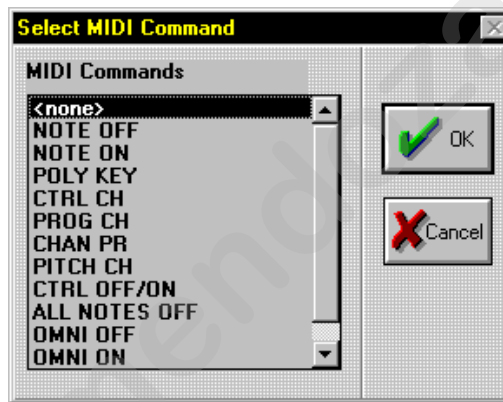 Select MIDI Command
MIDI Commands
<none>
NOTE OFF
NOTE ON
POLY KEY
CTRL CH
PROG CH
CHAN PR
PITCH CH
CTRL OFF/ON
ALL NOTES OFF
OMNI OFF
OMNI ON
OK
Cancel